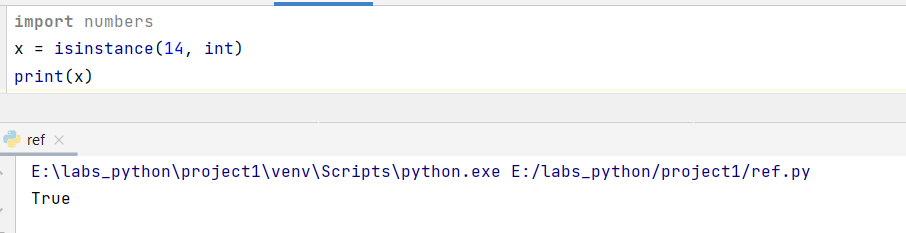 import numbers
x = isinstance(14, int)
print(x)
ref
E:\labs_python\project1\venv\Scripts\python.exe E:/labs_python/project1/ref.py
True